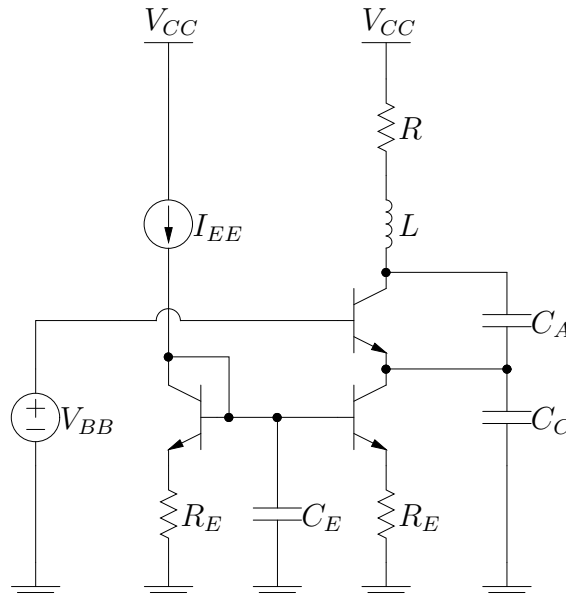 V_{CC}
V_{CC}
R
I_{EE}
L
C_A
V_{BB}
C_C
R_E
C_E
R_E